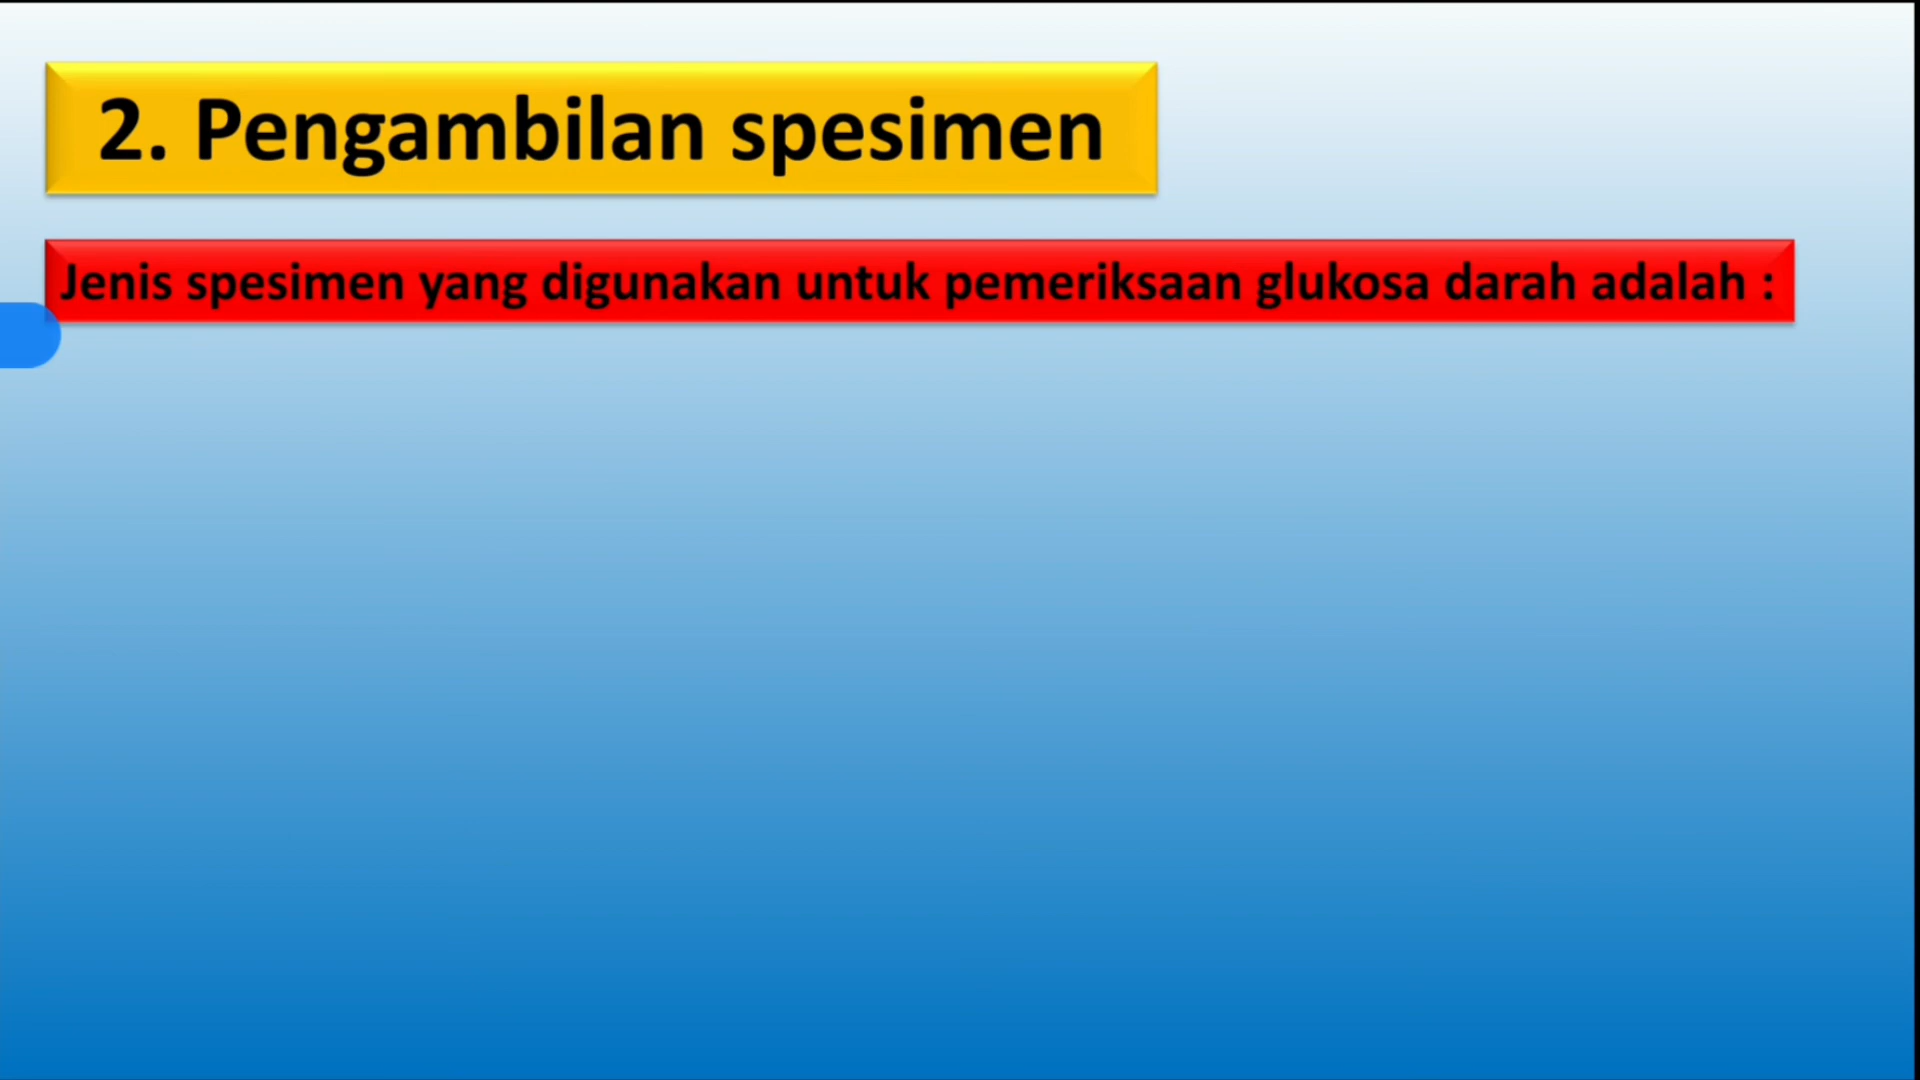 2. Pengambilan spesimen
Jenis spesimen yang digunakan untuk pemeriksaan glukosa darah adalah :